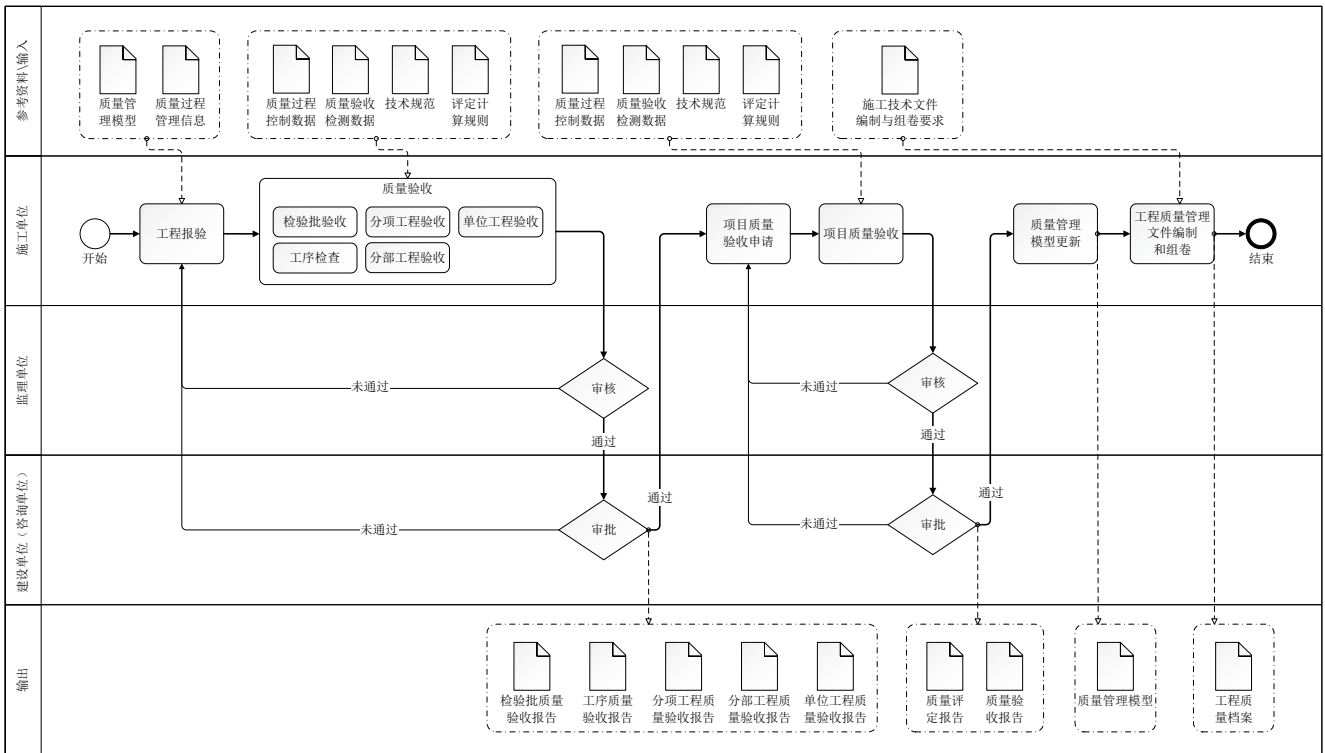 参考资料\输入
质量管
理模型
质量过程
管理信息
质量过程
控制数据
质量验收
检测数据
技术规范
评定计
算规则
质量过程
控制数据
质量验收
检测数据
技术规范
评定计
算规则
施工技术文件
编制与组卷要求
施工单位
开始
工程报验
质量验收
检验批验收
分项工程验收
单位工程验收
工序检查
分部工程验收
项目质量
验收申请
项目质量验收
质量管理
模型更新
工程质量管理
文件编制
和组卷
结束
监理单位
未通过
审核
通过
未通过
审核
通过
建设单位（咨询单位）
未通过
审批
通过
未通过
审批
通过
输出
检验批质量
验收报告
工序质量
验收报告
分项工程质
量验收报告
分部工程质
量验收报告
单位工程质
量验收报告
质量评
定报告
质量验
收报告
质量管理模型
工程质
量档案